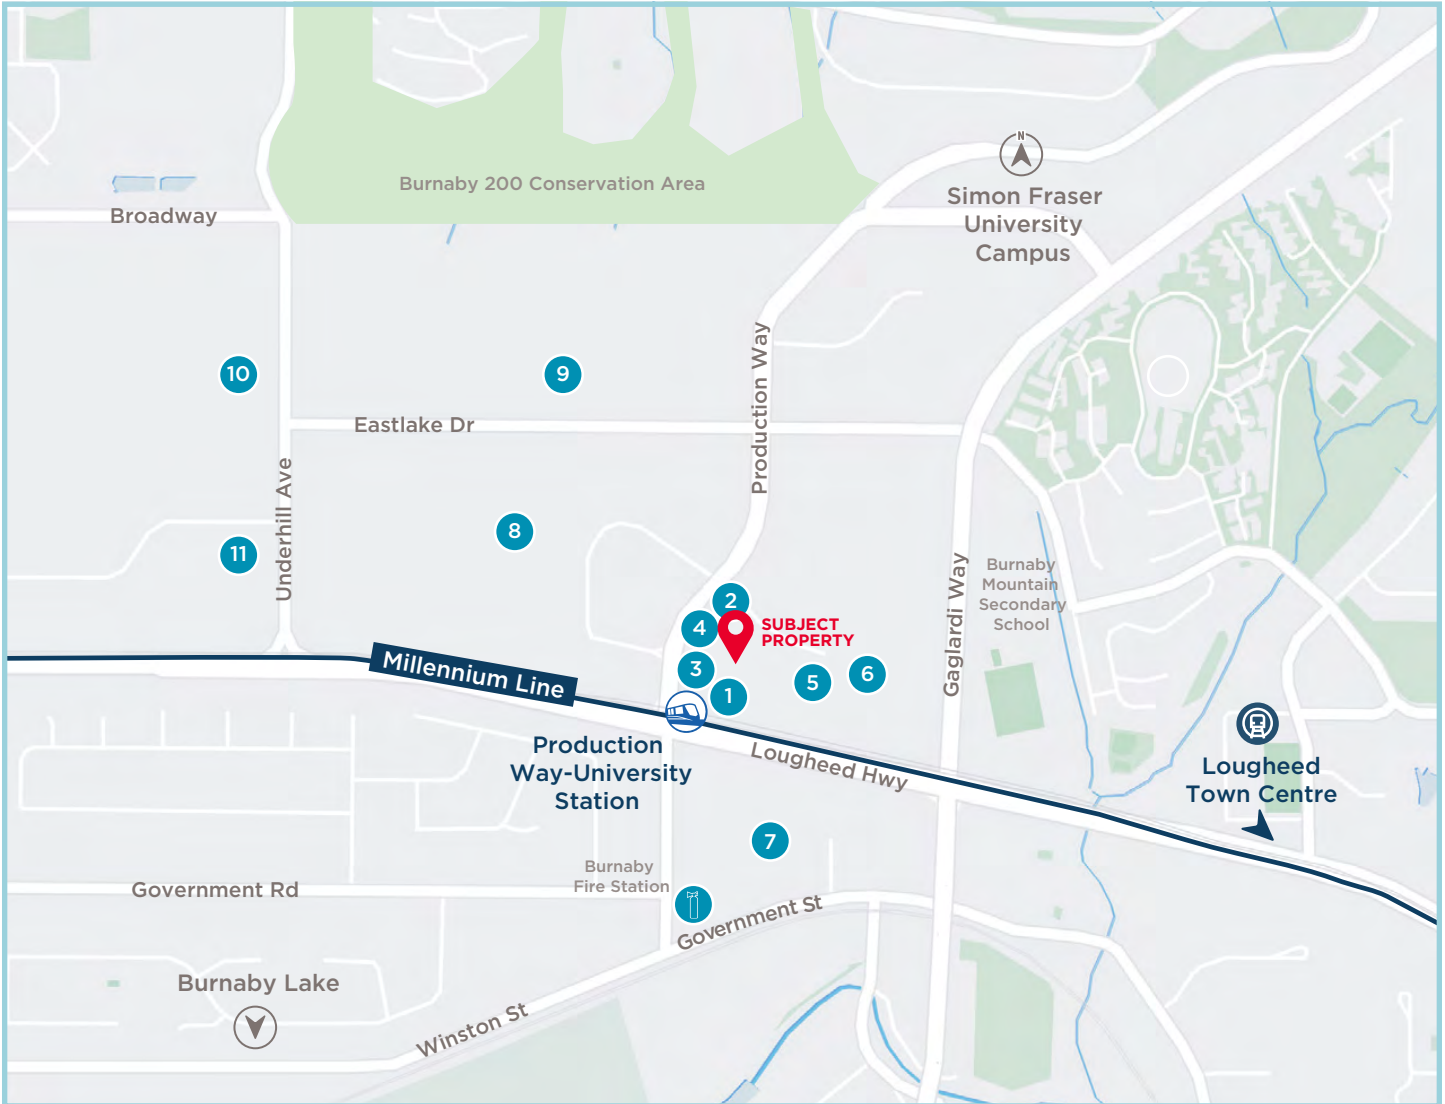 N
Burnaby 200 Conservation Area
Simon Fraser
University
Campus
Broadway
10
9
Production Way
Eastlake Dr
Underhill Ave
8
11
Gaglardi Way
Burnaby
Mountain
Secondary
School
2
4
SUBJECT
PROPERTY
3
5
6
1
Millennium Line
Production
Way-University
Station
Lougheed Hwy
Lougheed
Town Centre
7
Burnaby
Fire Station
Government Rd
Government St
Burnaby Lake
Winston St